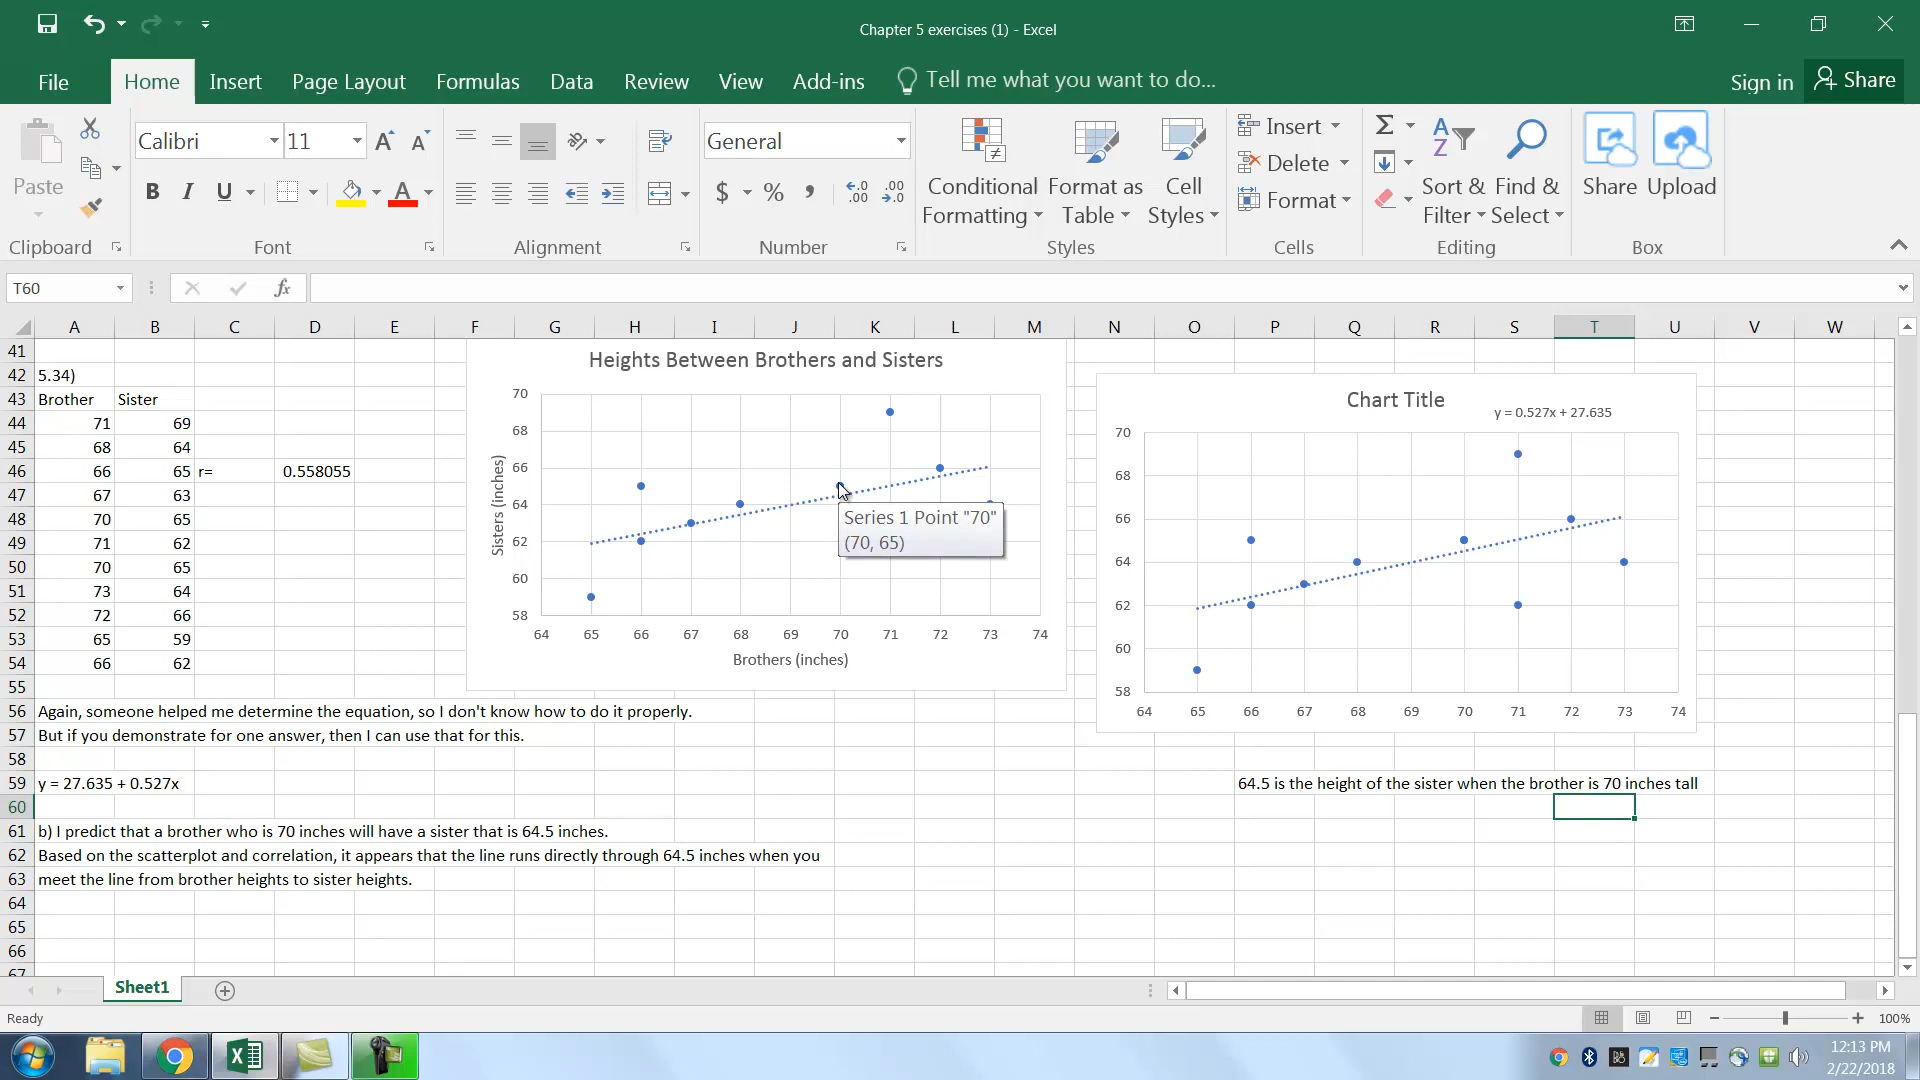 Chapter 5 exercises (1) - Excel
File Home Insert Page Layout Formulas Data Review View Add-ins Tell me what you want to do... Sign in Share
Paste
Calibri 11
B I U
General
$ % ,
Conditional Formatting
Format as Table
Cell Styles
Insert
Delete
Format
Sort & Filter
Find & Select
Share Upload
Clipboard Font Alignment Number Styles Cells Editing Box
T60 fx
A B C D E F G H I J K L M N O P Q R S T U V W
41
42 5.34)
43 Brother Sister
44 71 69
45 68 64
46 66 65 r= 0.558055
47 67 63
48 70 65
49 71 62
50 70 65
51 73 64
52 72 66
53 65 59
54 66 62
55
56 Again, someone helped me determine the equation, so I don't know how to do it properly.
57 But if you demonstrate for one answer, then I can use that for this.
58
59 y = 27.635 + 0.527x
60
61 b) I predict that a brother who is 70 inches will have a sister that is 64.5 inches.
62 Based on the scatterplot and correlation, it appears that the line runs directly through 64.5 inches when you
63 meet the line from brother heights to sister heights.
64
65
66
67
Heights Between Brothers and Sisters
70
68
66
64
62
60
58
Sisters (inches)
64 65 66 67 68 69 70 71 72 73 74
Brothers (inches)
Series 1 Point "70"
(70, 65)
Chart Title
y = 0.527x + 27.635
70
68
66
64
62
60
58
64 65 66 67 68 69 70 71 72 73 74
64.5 is the height of the sister when the brother is 70 inches tall
Sheet1
Ready
100%
12:13 PM
2/22/2018